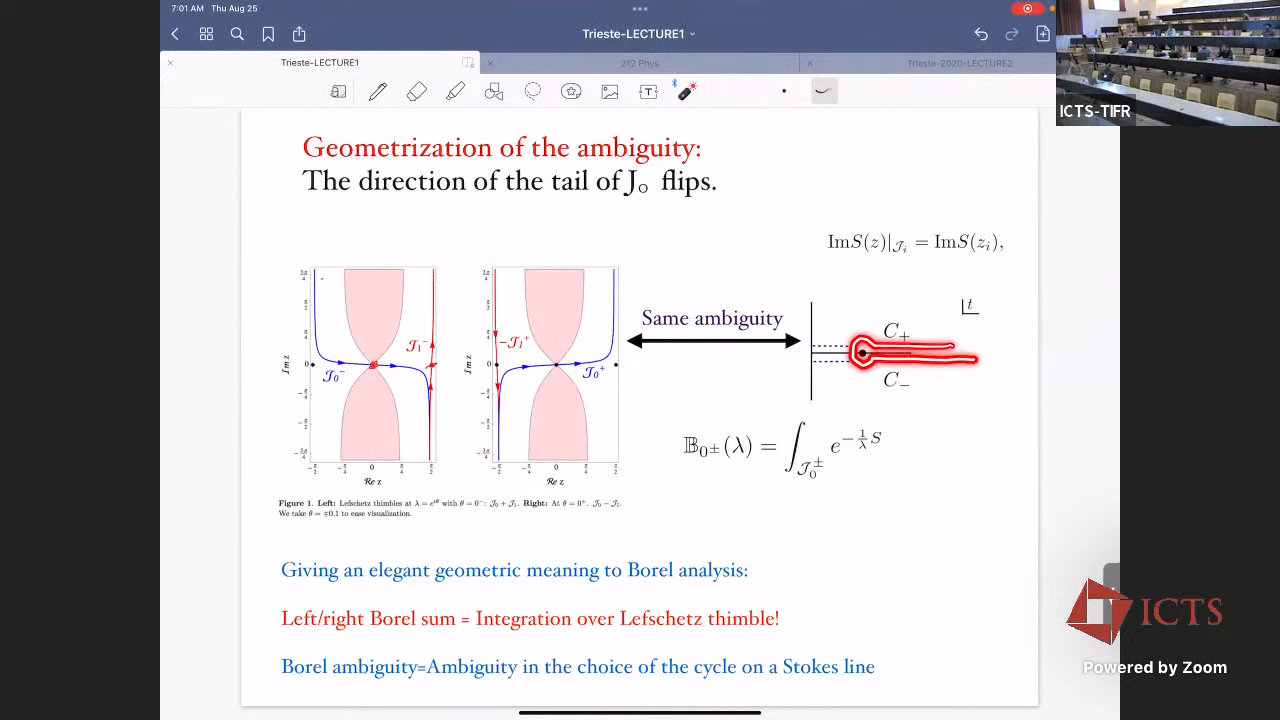 7:01 AM Thu Aug 25
Trieste-LECTURE1
Trieste-LECTURE1
212 Phys
Trieste-2020-LECTURE2
ICTS-TIFR
Geometrization of the ambiguity:
The direction of the tail of J₀ flips.
ImS(z)|_{𝒥_i} = ImS(z_i),
Same ambiguity
t
C₊
C₋
𝒥₁⁻
𝒥₀⁻
−𝒥₁⁺
𝒥₀⁺
Im z
Im z
Re z
Re z
𝔹_{0^±}(λ) = ∫_{𝒥₀^±} e^{−\frac{1}{λ}S}
Figure 1. Left: Lefschetz thimbles at λ = e^{iθ} with θ = 0⁻: 𝒥₀ + 𝒥₁. Right: At θ = 0⁺. 𝒥₀ − 𝒥₁.
We take θ = ∓0.1 to ease visualization.
Giving an elegant geometric meaning to Borel analysis:
Left/right Borel sum = Integration over Lefschetz thimble!
Borel ambiguity=Ambiguity in the choice of the cycle on a Stokes line
ICTS
Powered by Zoom